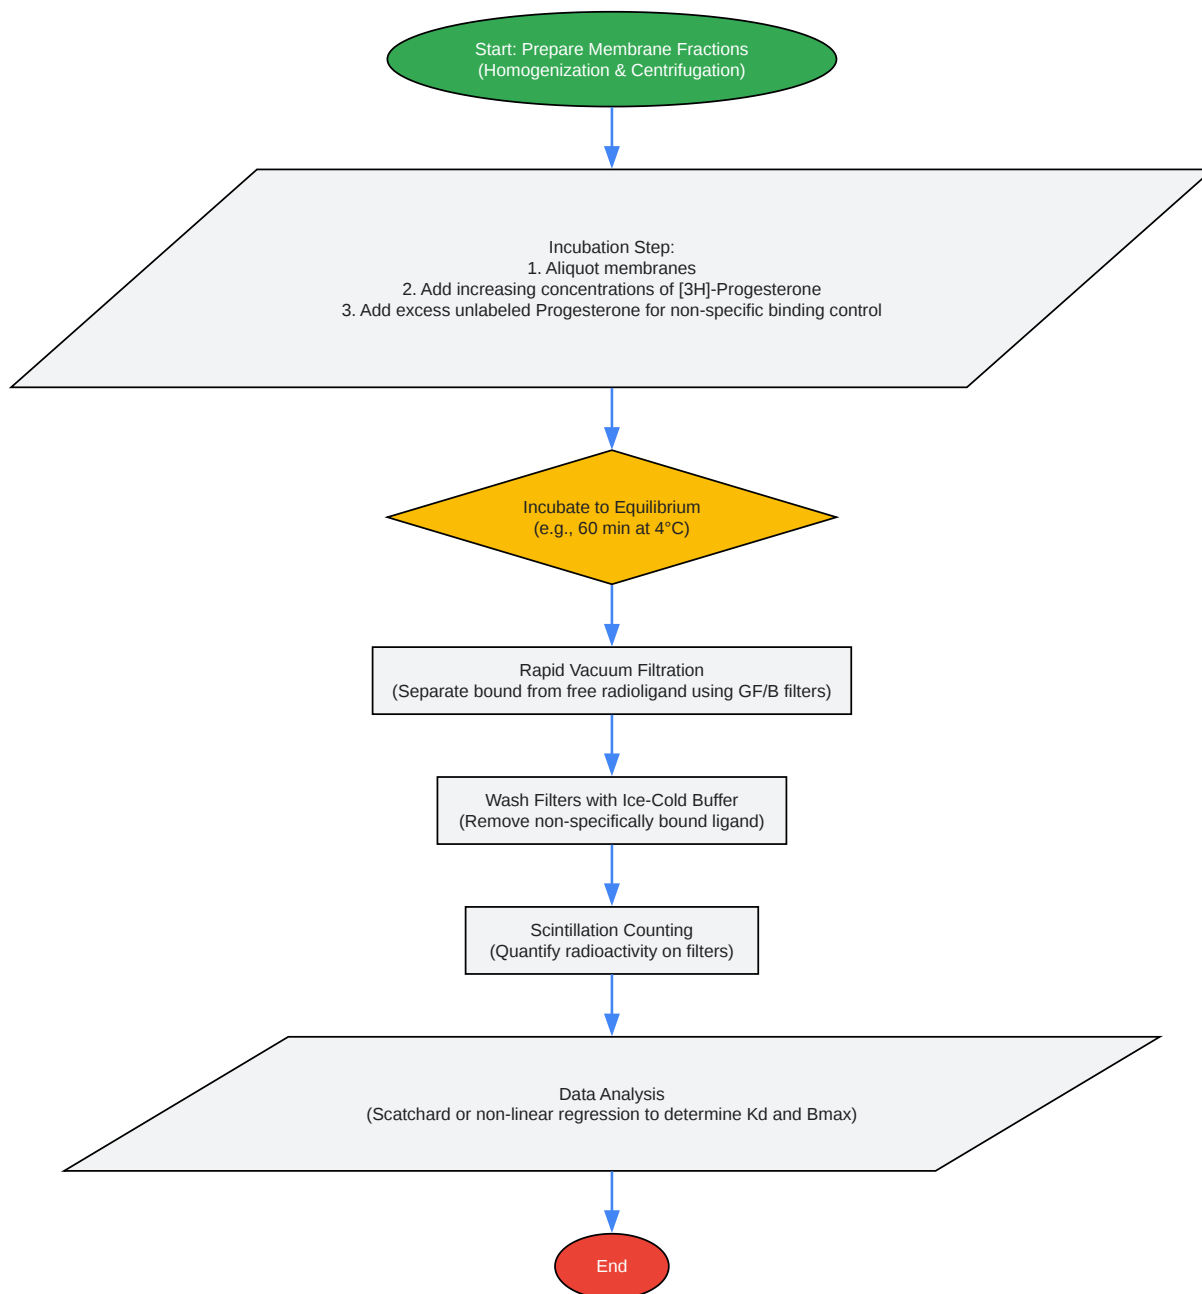 Start: Prepare Membrane Fractions
(Homogenization & Centrifugation)
Incubation Step:
1. Aliquot membranes
2. Add increasing concentrations of [3H]-Progesterone
3. Add excess unlabeled Progesterone for non-specific binding control
Incubate to Equilibrium
(e.g., 60 min at 4°C)
Rapid Vacuum Filtration
(Separate bound from free radioligand using GF/B filters)
Wash Filters with Ice-Cold Buffer
(Remove non-specifically bound ligand)
Scintillation Counting
(Quantify radioactivity on filters)
Data Analysis
(Scatchard or non-linear regression to determine Kd and Bmax)
End